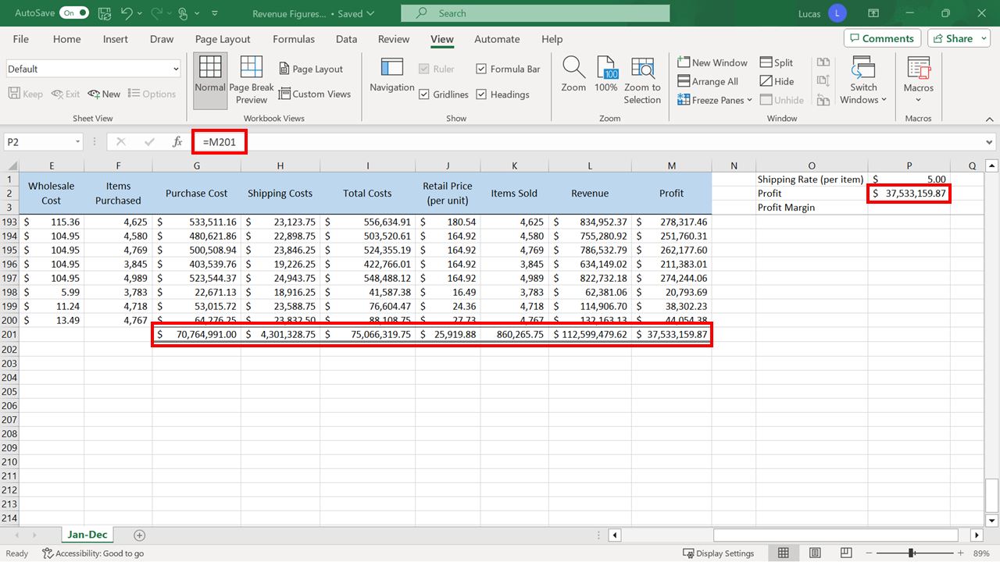 AutoSave On Revenue Figures... • Saved Search Lucas L
File Home Insert Draw Page Layout Formulas Data Review View Automate Help Comments Share
Default
Keep Exit New Options
Sheet View
Normal
Page Break Preview
Page Layout
Custom Views
Workbook Views
Navigation
Ruler
Formula Bar
Gridlines
Headings
Show
Zoom
100
100%
Zoom to Selection
Zoom
New Window
Arrange All
Freeze Panes
Split
Hide
Unhide
Switch Windows
Window
Macros
Macros
P2 fx =M201
E F G H I J K L M N O P Q
1 Shipping Rate (per item) $ 5.00
2 Wholesale Cost Items Purchased Purchase Cost Shipping Costs Total Costs Retail Price (per unit) Items Sold Revenue Profit Profit $ 37,533,159.87
3 Profit Margin
193 $ 115.36 4,625 $ 533,511.16 $ 23,123.75 $ 556,634.91 $ 180.54 4,625 $ 834,952.37 $ 278,317.46
194 $ 104.95 4,580 $ 480,621.86 $ 22,898.75 $ 503,520.61 $ 164.92 4,580 $ 755,280.92 $ 251,760.31
195 $ 104.95 4,769 $ 500,508.94 $ 23,846.25 $ 524,355.19 $ 164.92 4,769 $ 786,532.79 $ 262,177.60
196 $ 104.95 3,845 $ 403,539.76 $ 19,226.25 $ 422,766.01 $ 164.92 3,845 $ 634,149.02 $ 211,383.01
197 $ 104.95 4,989 $ 523,544.37 $ 24,943.75 $ 548,488.12 $ 164.92 4,989 $ 822,732.18 $ 274,244.06
198 $ 5.99 3,783 $ 22,671.13 $ 18,916.25 $ 41,587.38 $ 16.49 3,783 $ 62,381.06 $ 20,793.69
199 $ 11.24 4,718 $ 53,015.72 $ 23,588.75 $ 76,604.47 $ 24.36 4,718 $ 114,906.70 $ 38,302.23
200 $ 13.49 4,767 $ 64,276.25 $ 23,832.50 $ 88,108.75 $ 27.73 4,767 $ 132,163.13 $ 44,054.38
201 $ 70,764,991.00 $ 4,301,328.75 $ 75,066,319.75 $ 25,919.88 860,265.75 $ 112,599,479.62 $ 37,533,159.87
202
203
204
205
206
207
208
209
210
211
212
213
214
Jan-Dec
Ready Accessibility: Good to go Display Settings 89%